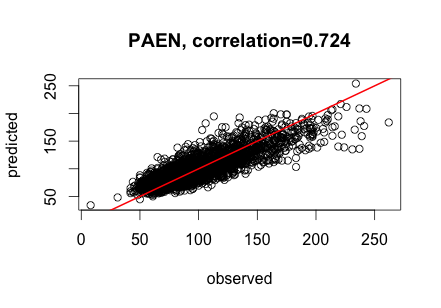 PAEN, correlation=0.724
predicted
250
150
50
0 50 100 150 200 250
observed